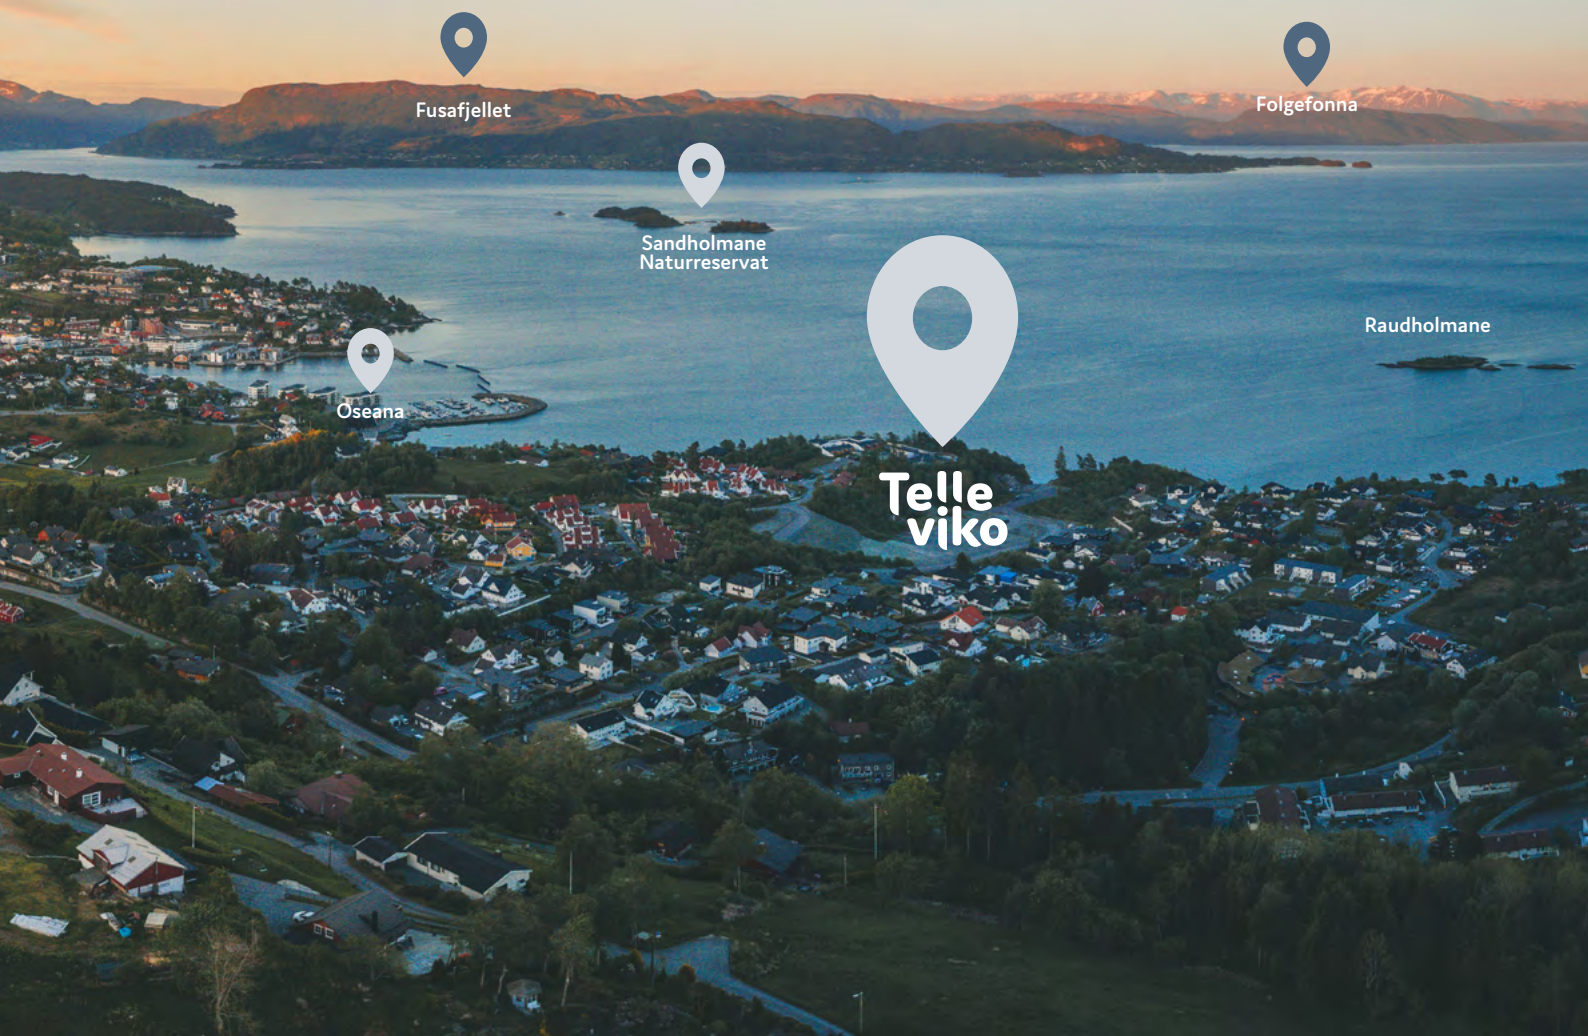 Fusafjellet
Folgefonna
Sandholmane
Naturreservat
Raudholmane
Oseana
Telle
viko